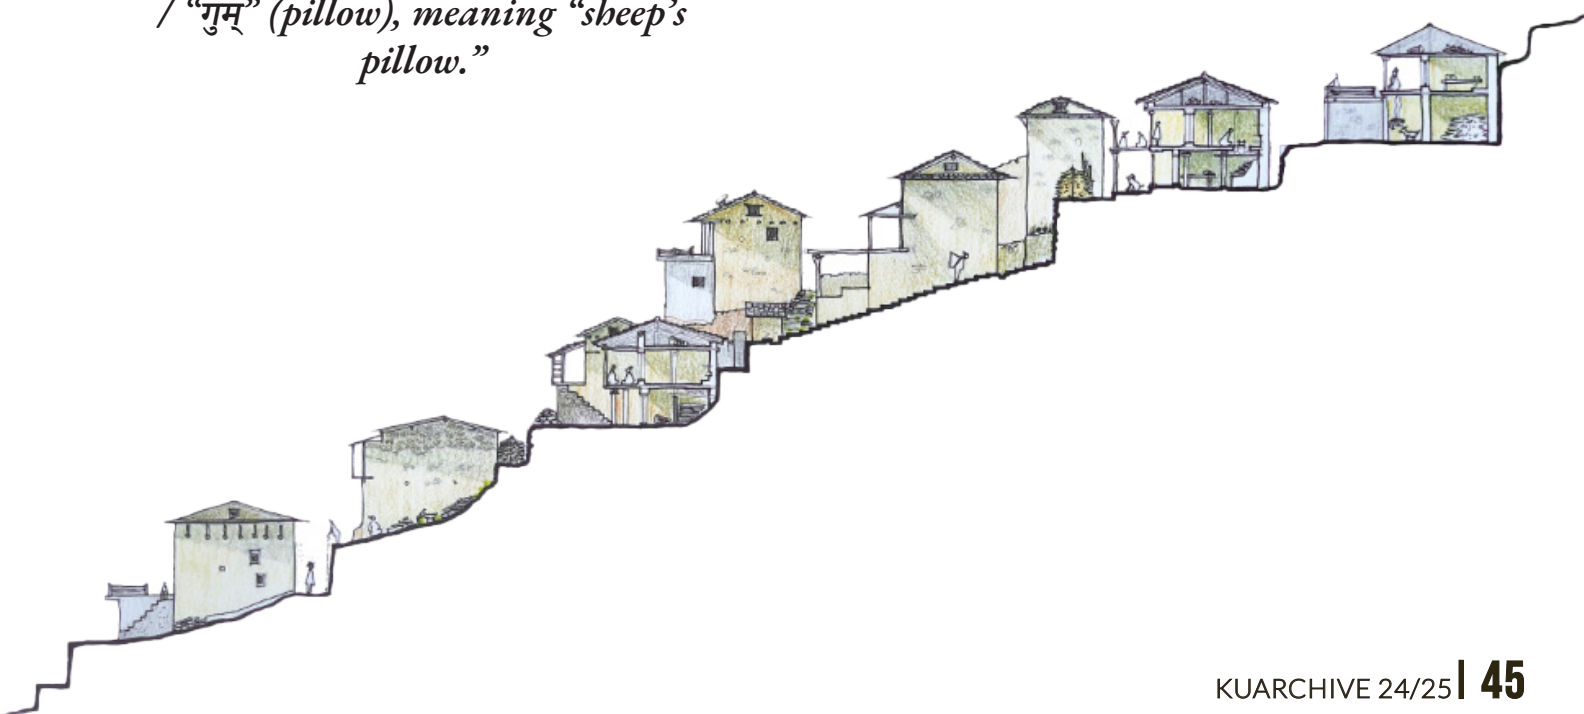 / “गुम्” (pillow), meaning “sheep’s
pillow.”
KUARCHIVE 24/25 | 45